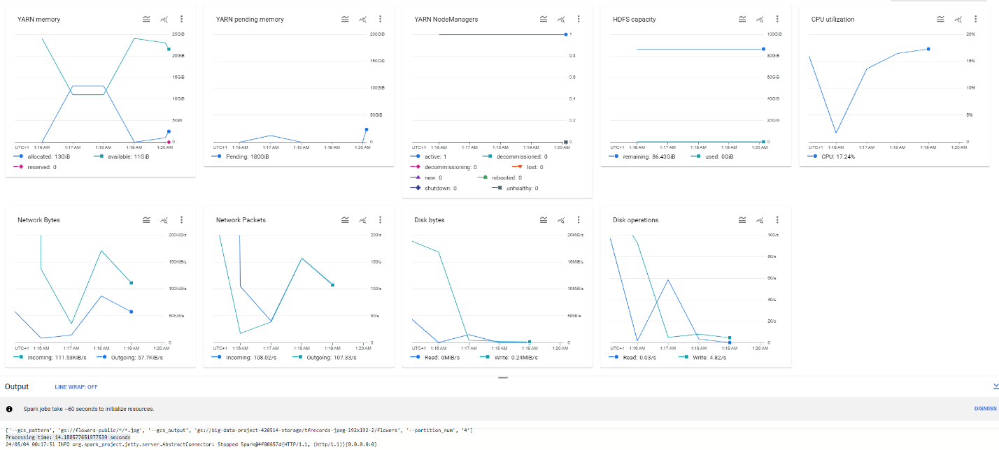 YARN memory
25GiB
20GiB
15GiB
10GiB
5GiB
0
UTC+1 1:16 AM 1:17 AM 1:18 AM 1:19 AM 1:20 AM
allocated: 13GiB available: 11GiB
reserved: 0
YARN pending memory
200GiB
150GiB
100GiB
50GiB
0
UTC+1 1:16 AM 1:17 AM 1:18 AM 1:19 AM 1:20 AM
Pending: 180GiB
YARN NodeManagers
1
0.8
0.6
0.4
0.2
0
UTC+1 1:16 AM 1:17 AM 1:18 AM 1:19 AM 1:20 AM
active: 1 decommissioned: 0
decommissioning: 0 lost: 0
new: 0 rebooted: 0
shutdown: 0 unhealthy: 0
HDFS capacity
100GiB
80GiB
60GiB
40GiB
20GiB
0
UTC+1 1:16 AM 1:17 AM 1:18 AM 1:19 AM 1:20 AM
remaining: 86.43GiB used: 0GiB
CPU utilization
20%
15%
10%
5%
0
UTC+1 1:16 AM 1:17 AM 1:18 AM 1:19 AM 1:20 AM
CPU: 17.24%
Network Bytes
200KiB/s
150KiB/s
100KiB/s
50KiB/s
0
UTC+1 1:16 AM 1:17 AM 1:18 AM 1:19 AM 1:20 AM
Incoming: 111.53KiB/s Outgoing: 57.7KiB/s
Network Packets
200/s
150/s
100/s
50/s
0
UTC+1 1:16 AM 1:17 AM 1:18 AM 1:19 AM 1:20 AM
Incoming: 108.02/s Outgoing: 107.33/s
Disk bytes
20MiB/s
15MiB/s
10MiB/s
5MiB/s
0
UTC+1 1:16 AM 1:17 AM 1:18 AM 1:19 AM 1:20 AM
Read: 0MiB/s Write: 0.24MiB/s
Disk operations
100/s
80/s
60/s
40/s
20/s
0
UTC+1 1:16 AM 1:17 AM 1:18 AM 1:19 AM 1:20 AM
Read: 0.03/s Write: 4.82/s
Output LINE WRAP: OFF
Spark jobs take ~60 seconds to initialize resources. DISMISS
['--gcs_pattern', 'gs://flowers-public/*/*.jpg', '--gcs_output', 'gs://big-data-project-420514-storage/tfrecords-jpeg-192x192-2/flowers', '--partition_num', '4']
Processing time: 14.188577651977539 seconds
24/05/04 00:17:51 INFO org.spark_project.jetty.server.AbstractConnector: Stopped Spark@4f00657d{HTTP/1.1, (http/1.1)}{0.0.0.0:0}